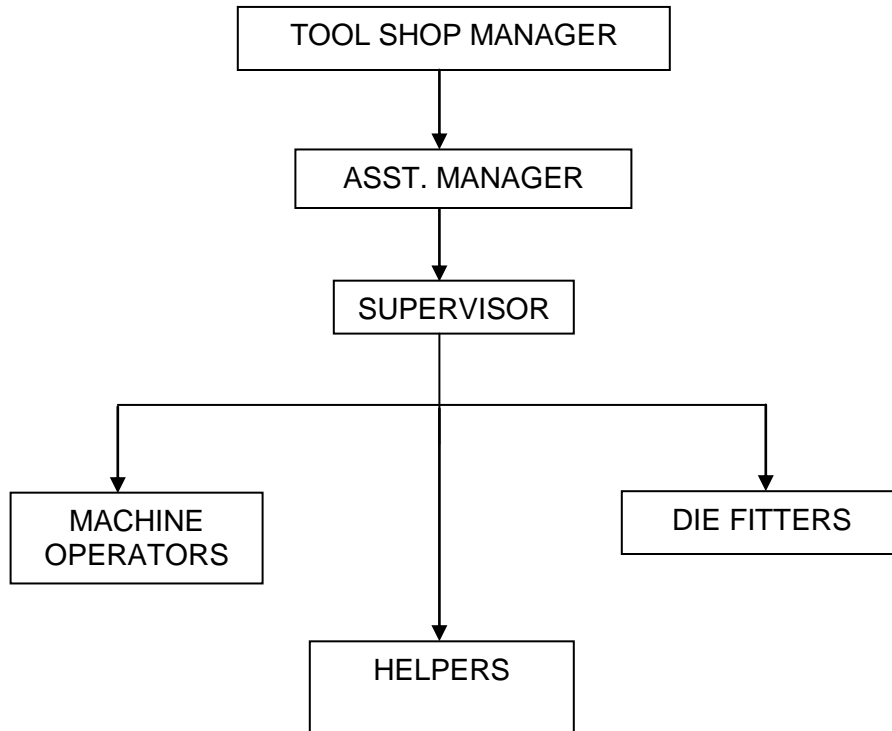 TOOL SHOP MANAGER
ASST. MANAGER
SUPERVISOR
MACHINE
OPERATORS
DIE FITTERS
HELPERS